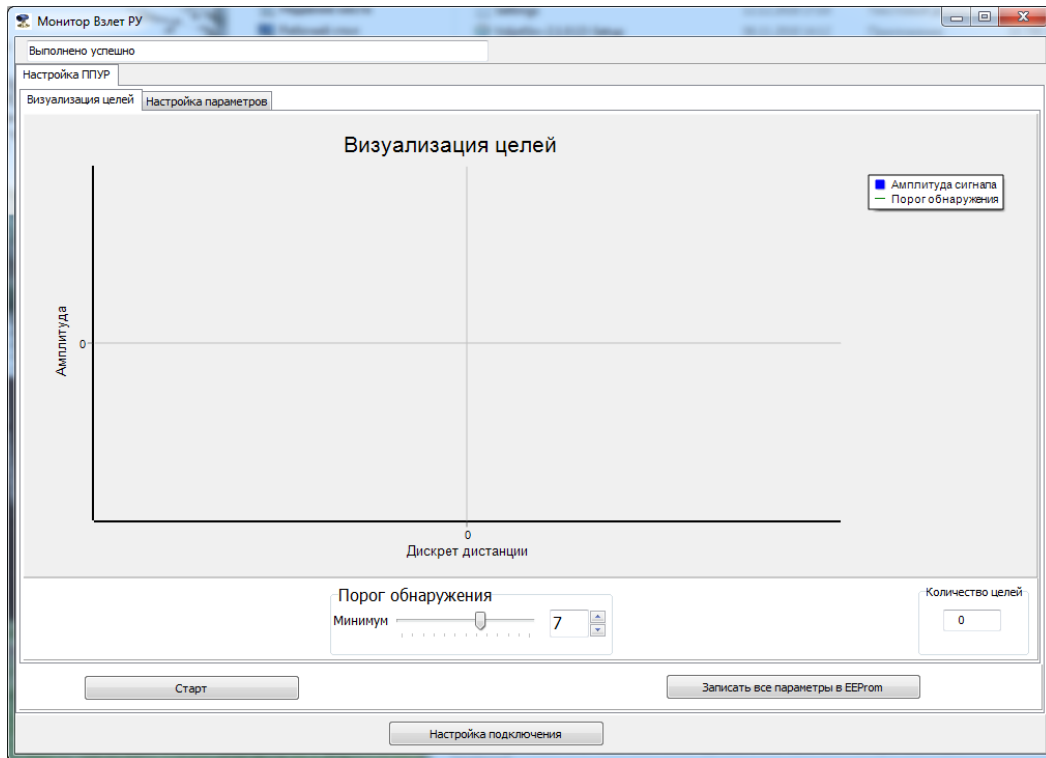 Монитор Взлет РУ
Выполнено успешно
Настройка ППУР
Визуализация целей
Настройка параметров
Визуализация целей
Амплитуда сигнала
Порог обнаружения
Амплитуда
0
0
Дискрет дистанции
Порог обнаружения
Минимум
7
Количество целей
0
Старт
Записать все параметры в EEProm
Настройка подключения